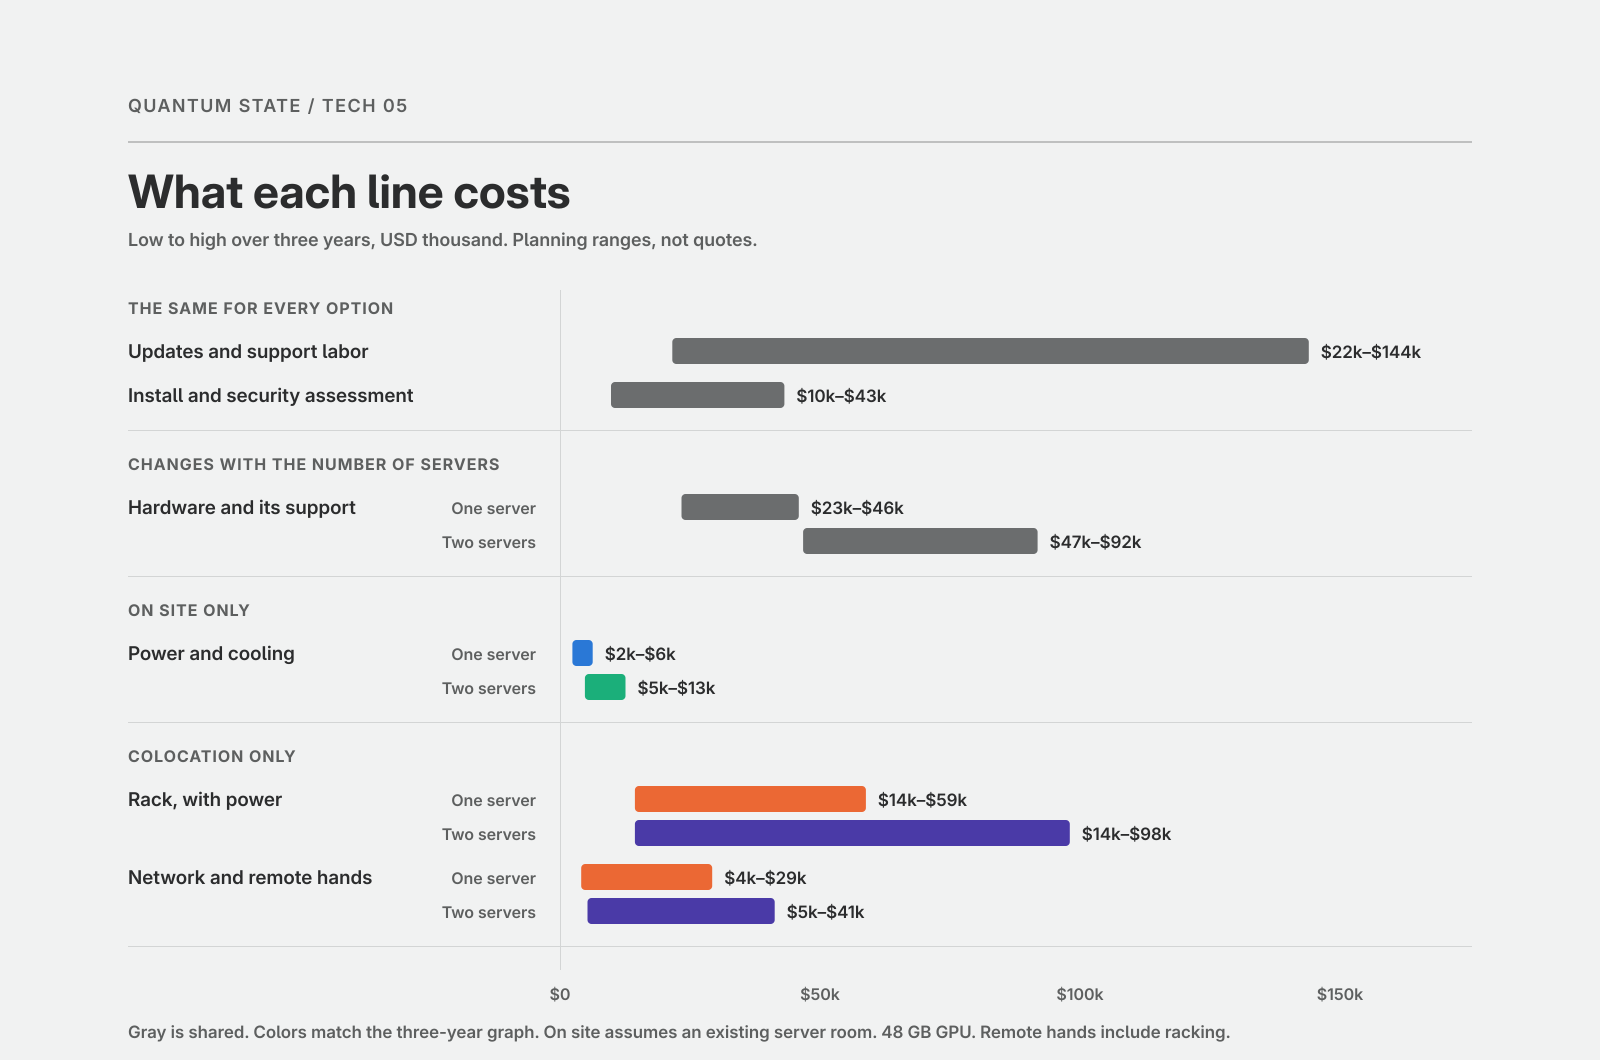 QUANTUM STATE / TECH 05
What each line costs
Low to high over three years, USD thousand. Planning ranges, not quotes.
THE SAME FOR EVERY OPTION
Updates and support labor $22k–$144k
Install and security assessment $10k–$43k
CHANGES WITH THE NUMBER OF SERVERS
Hardware and its support One server $23k–$46k
Two servers $47k–$92k
ON SITE ONLY
Power and cooling One server $2k–$6k
Two servers $5k–$13k
COLOCATION ONLY
Rack, with power One server $14k–$59k
Two servers $14k–$98k
Network and remote hands One server $4k–$29k
Two servers $5k–$41k
$0 $50k $100k $150k
Gray is shared. Colors match the three-year graph. On site assumes an existing server room. 48 GB GPU. Remote hands include racking.